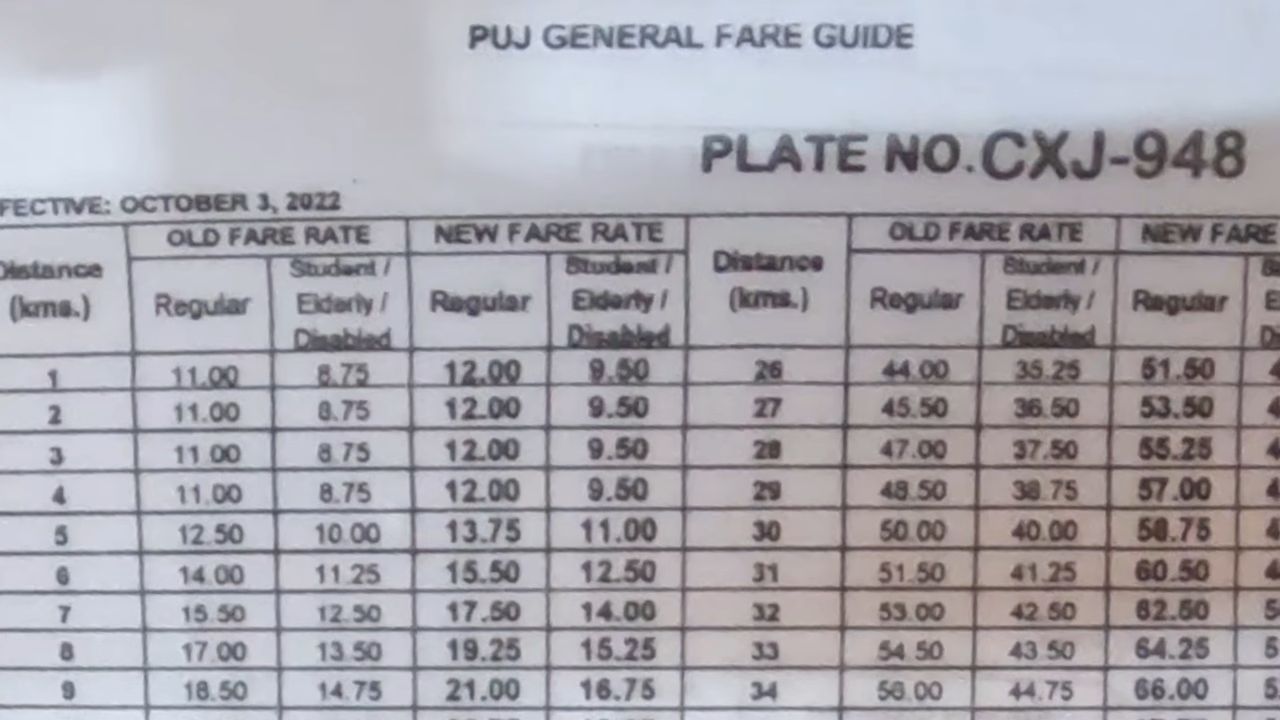 PUJ GENERAL FARE GUIDE
PLATE NO.CXJ-948
FECTIVE: OCTOBER 3, 2022
OLD FARE RATE NEW FARE RATE OLD FARE RATE NEW FARE
Distance (kms.) Regular Student / Elderly / Disabled Regular Student / Elderly / Disabled Distance (kms.) Regular Student / Elderly / Disabled Regular
1 11.00 8.75 12.00 9.50 26 44.00 35.25 51.50
2 11.00 8.75 12.00 9.50 27 45.50 36.50 53.50
3 11.00 8.75 12.00 9.50 28 47.00 37.50 55.25
4 11.00 8.75 12.00 9.50 29 48.50 38.75 57.00
5 12.50 10.00 13.75 11.00 30 50.00 40.00 58.75
6 14.00 11.25 15.50 12.50 31 51.50 41.25 60.50
7 15.50 12.50 17.50 14.00 32 53.00 42.50 62.50
8 17.00 13.50 19.25 15.25 33 54.50 43.50 64.25
9 18.50 14.75 21.00 16.75 34 56.00 44.75 66.00